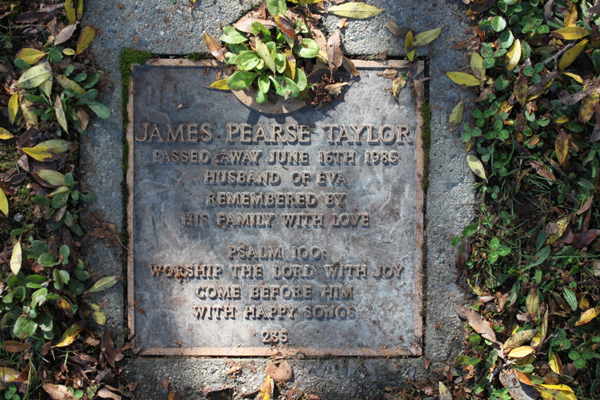 JAMES PEARSE TAYLOR
PASSED AWAY JUNE 16TH 1985
HUSBAND OF EVA
REMEMBERED BY
HIS FAMILY WITH LOVE
PSALM 100:
WORSHIP THE LORD WITH JOY
COME BEFORE HIM
WITH HAPPY SONGS
235